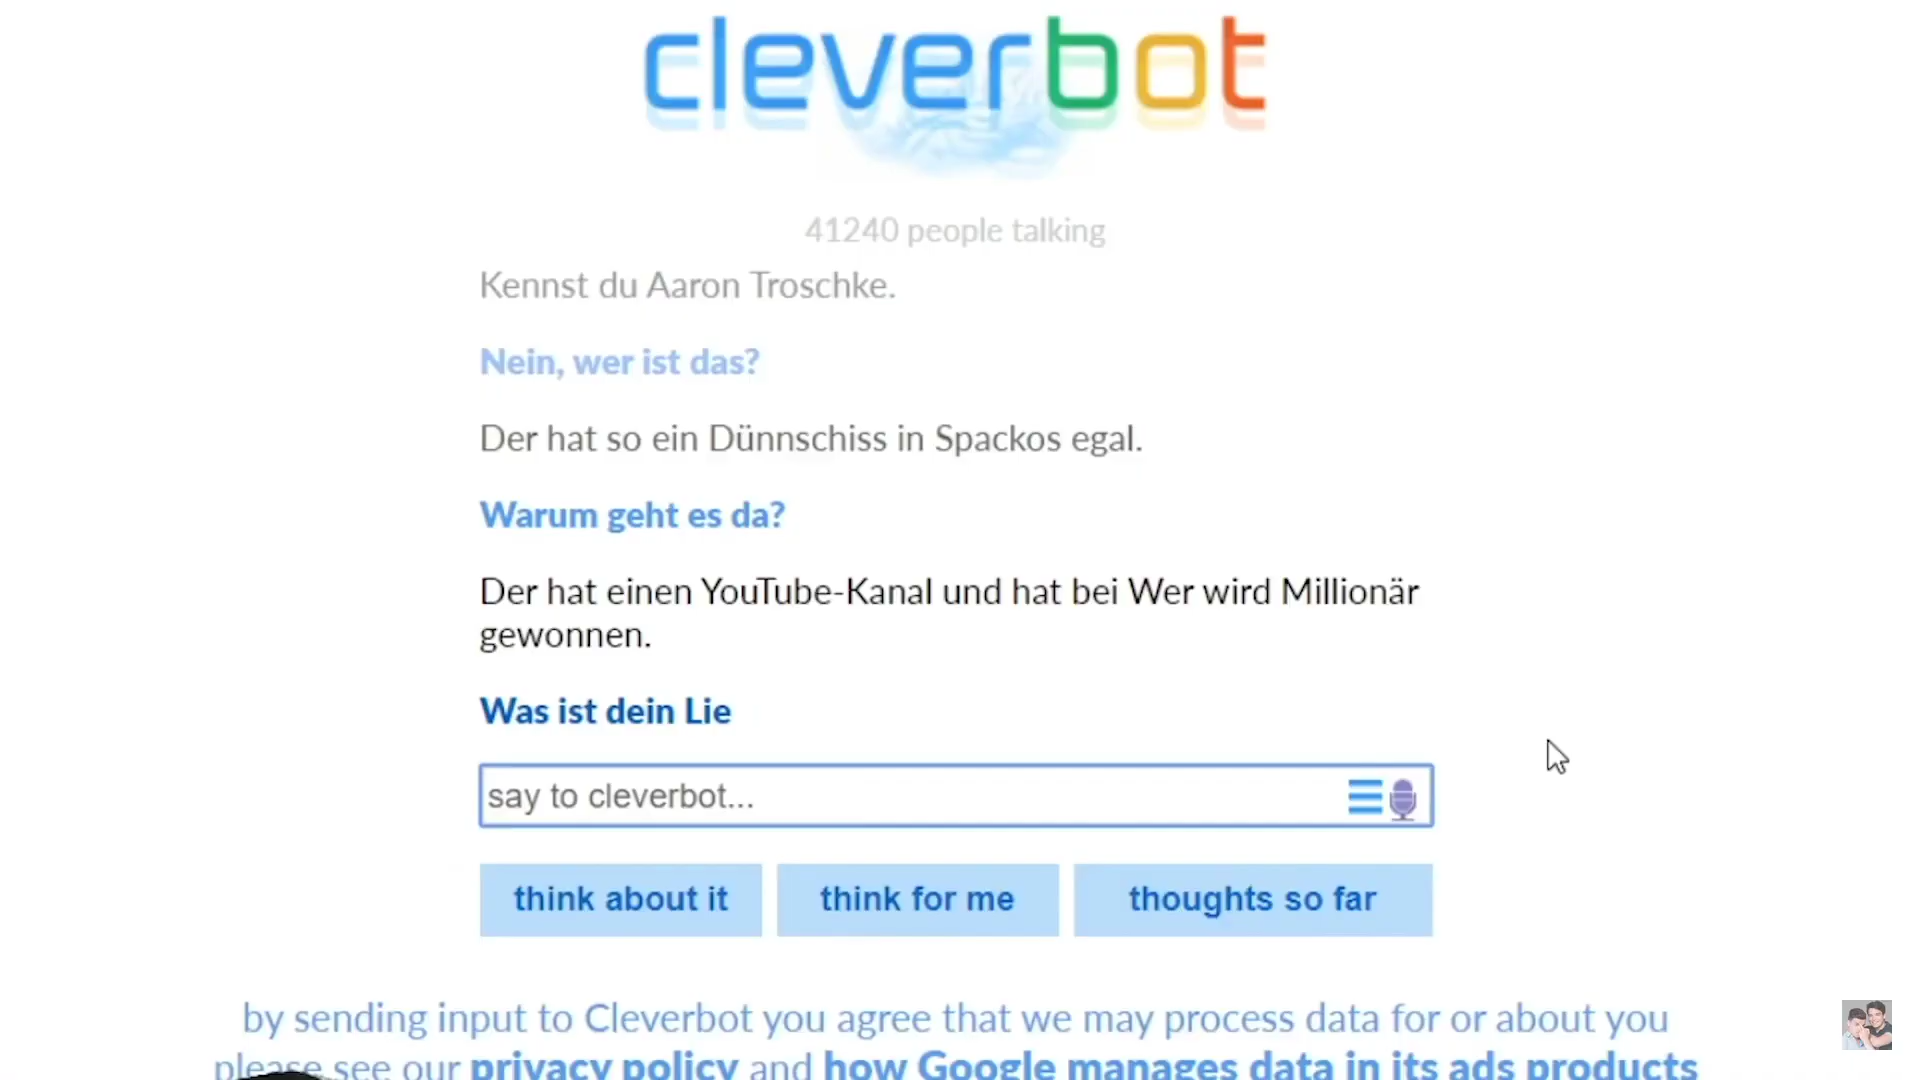 cleverbot
41240 people talking
Kennst du Aaron Troschke.
Nein, wer ist das?
Der hat so ein Dünnschiss in Spackos egal.
Warum geht es da?
Der hat einen YouTube-Kanal und hat bei Wer wird Millionär
gewonnen.
Was ist dein Lie
say to cleverbot...
think about it think for me thoughts so far
by sending input to Cleverbot you agree that we may process data for or about you
please see our privacy policy and how Google manages data in its ads products